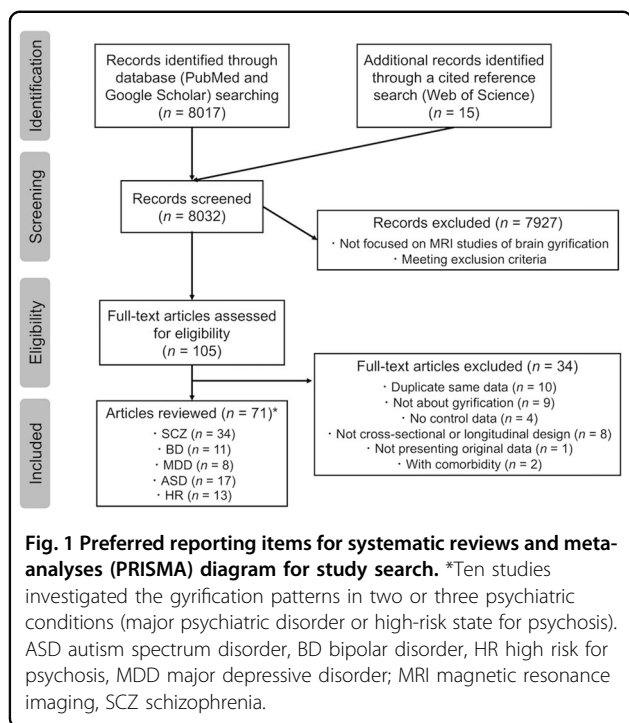 Identification
Records identified through
database (PubMed and
Google Scholar) searching
(n = 8017)
Additional records identified
through a cited reference
search (Web of Science)
(n = 15)
Screening
Records screened
(n = 8032)
Records excluded (n = 7927)
・Not focused on MRI studies of brain gyrification
・Meeting exclusion criteria
Eligibility
Full-text articles assessed
for eligibility
(n = 105)
Full-text articles excluded (n = 34)
・Duplicate same data (n = 10)
・Not about gyrification (n = 9)
・No control data (n = 4)
・Not cross-sectional or longitudinal design (n = 8)
・Not presenting original data (n = 1)
・With comorbidity (n = 2)
Included
Articles reviewed (n = 71)*
・SCZ (n = 34)
・BD (n = 11)
・MDD (n = 8)
・ASD (n = 17)
・HR (n = 13)
Fig. 1 Preferred reporting items for systematic reviews and meta-
analyses (PRISMA) diagram for study search. *Ten studies
investigated the gyrification patterns in two or three psychiatric
conditions (major psychiatric disorder or high-risk state for psychosis).
ASD autism spectrum disorder, BD bipolar disorder, HR high risk for
psychosis, MDD major depressive disorder; MRI magnetic resonance
imaging, SCZ schizophrenia.